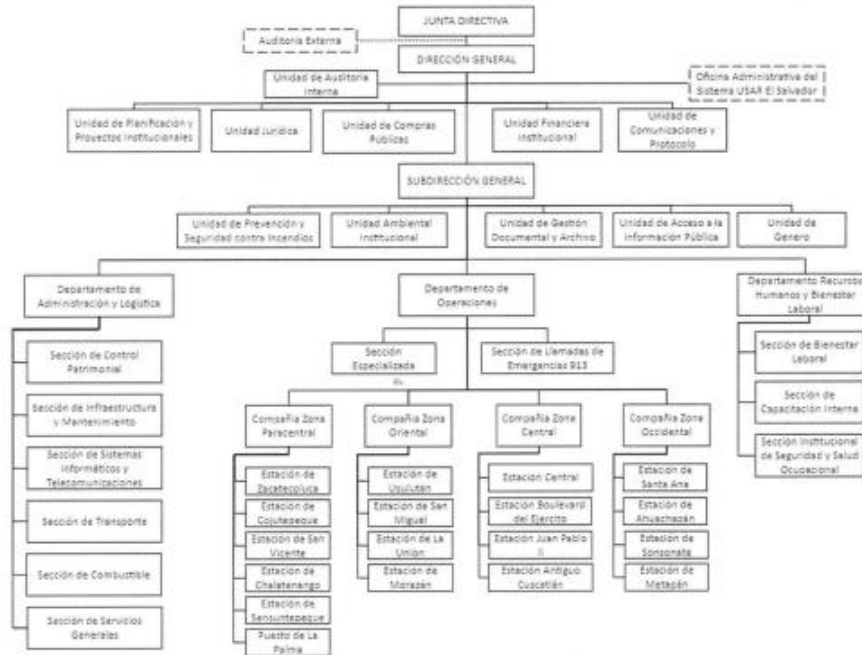 JUNTA DIRECTIVA
Auditoría Externa
DIRECCIÓN GENERAL
Unidad de Auditoria
Interna
Oficina Administrativa del
Sistema USAR El Salvador
Unidad de Planificación y
Proyectos Institucionales
Unidad Jurídica
Unidad de Compras
Públicas
Unidad Financiera
Institucional
Unidad de
Comunicaciones y
Protocolo
SUBDIRECCIÓN GENERAL
Unidad de Prevención y
Seguridad contra Incendios
Unidad Ambiental
Institucional
Unidad de Gestión
Documental y Archivo
Unidad de Acceso a la
Información Pública
Unidad de
Genero
Departamento de
Administración y Logística
Departamento de
Operaciones
Departamento Recursos
Humanos y Bienestar
Laboral
Sección de Control
Patrimonial
Sección de Infraestructura
y Mantenimiento
Sección de Sistemas
Informáticos y
Telecomunicaciones
Sección de Transporte
Sección de Combustible
Sección de Servicios
Generales
Sección
Especializada
Sección de Llamadas de
Emergencias 913
Compañía Zona
Paracentral
Estación de
Zacatecoluca
Estación de
Cojutepeque
Estación de San
Vicente
Estación de
Chalatenango
Estación de
Sensuntepeque
Puesto de La
Palma
Compañía Zona
Oriental
Estación de
Usulután
Estación de San
Miguel
Estación de La
Unión
Estación de
Morazán
Compañía Zona
Central
Estación Central
Estación Boulevard
del Ejercito
Estación Juan Pablo
II
Estación Antiguo
Cuscatlán
Compañía Zona
Occidental
Estación de
Santa Ana
Estación de
Ahuachapán
Estación de
Sonsonate
Estación de
Metapán
Sección de Bienestar
Laboral
Sección de
Capacitación Interna
Sección Institucional
de Seguridad y Salud
Ocupacional